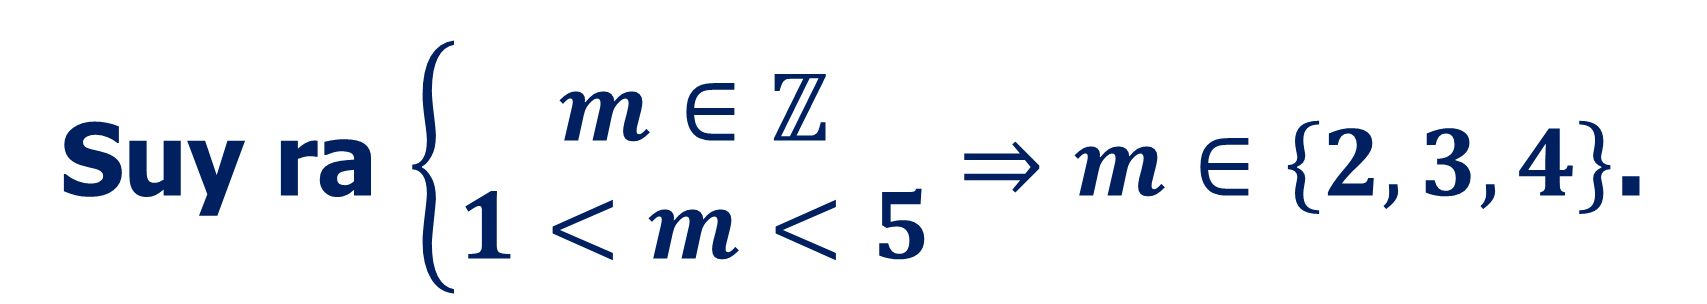 Suy ra { m ∈ ℤ
1 < m < 5 ⇒ m ∈ {2, 3, 4}.